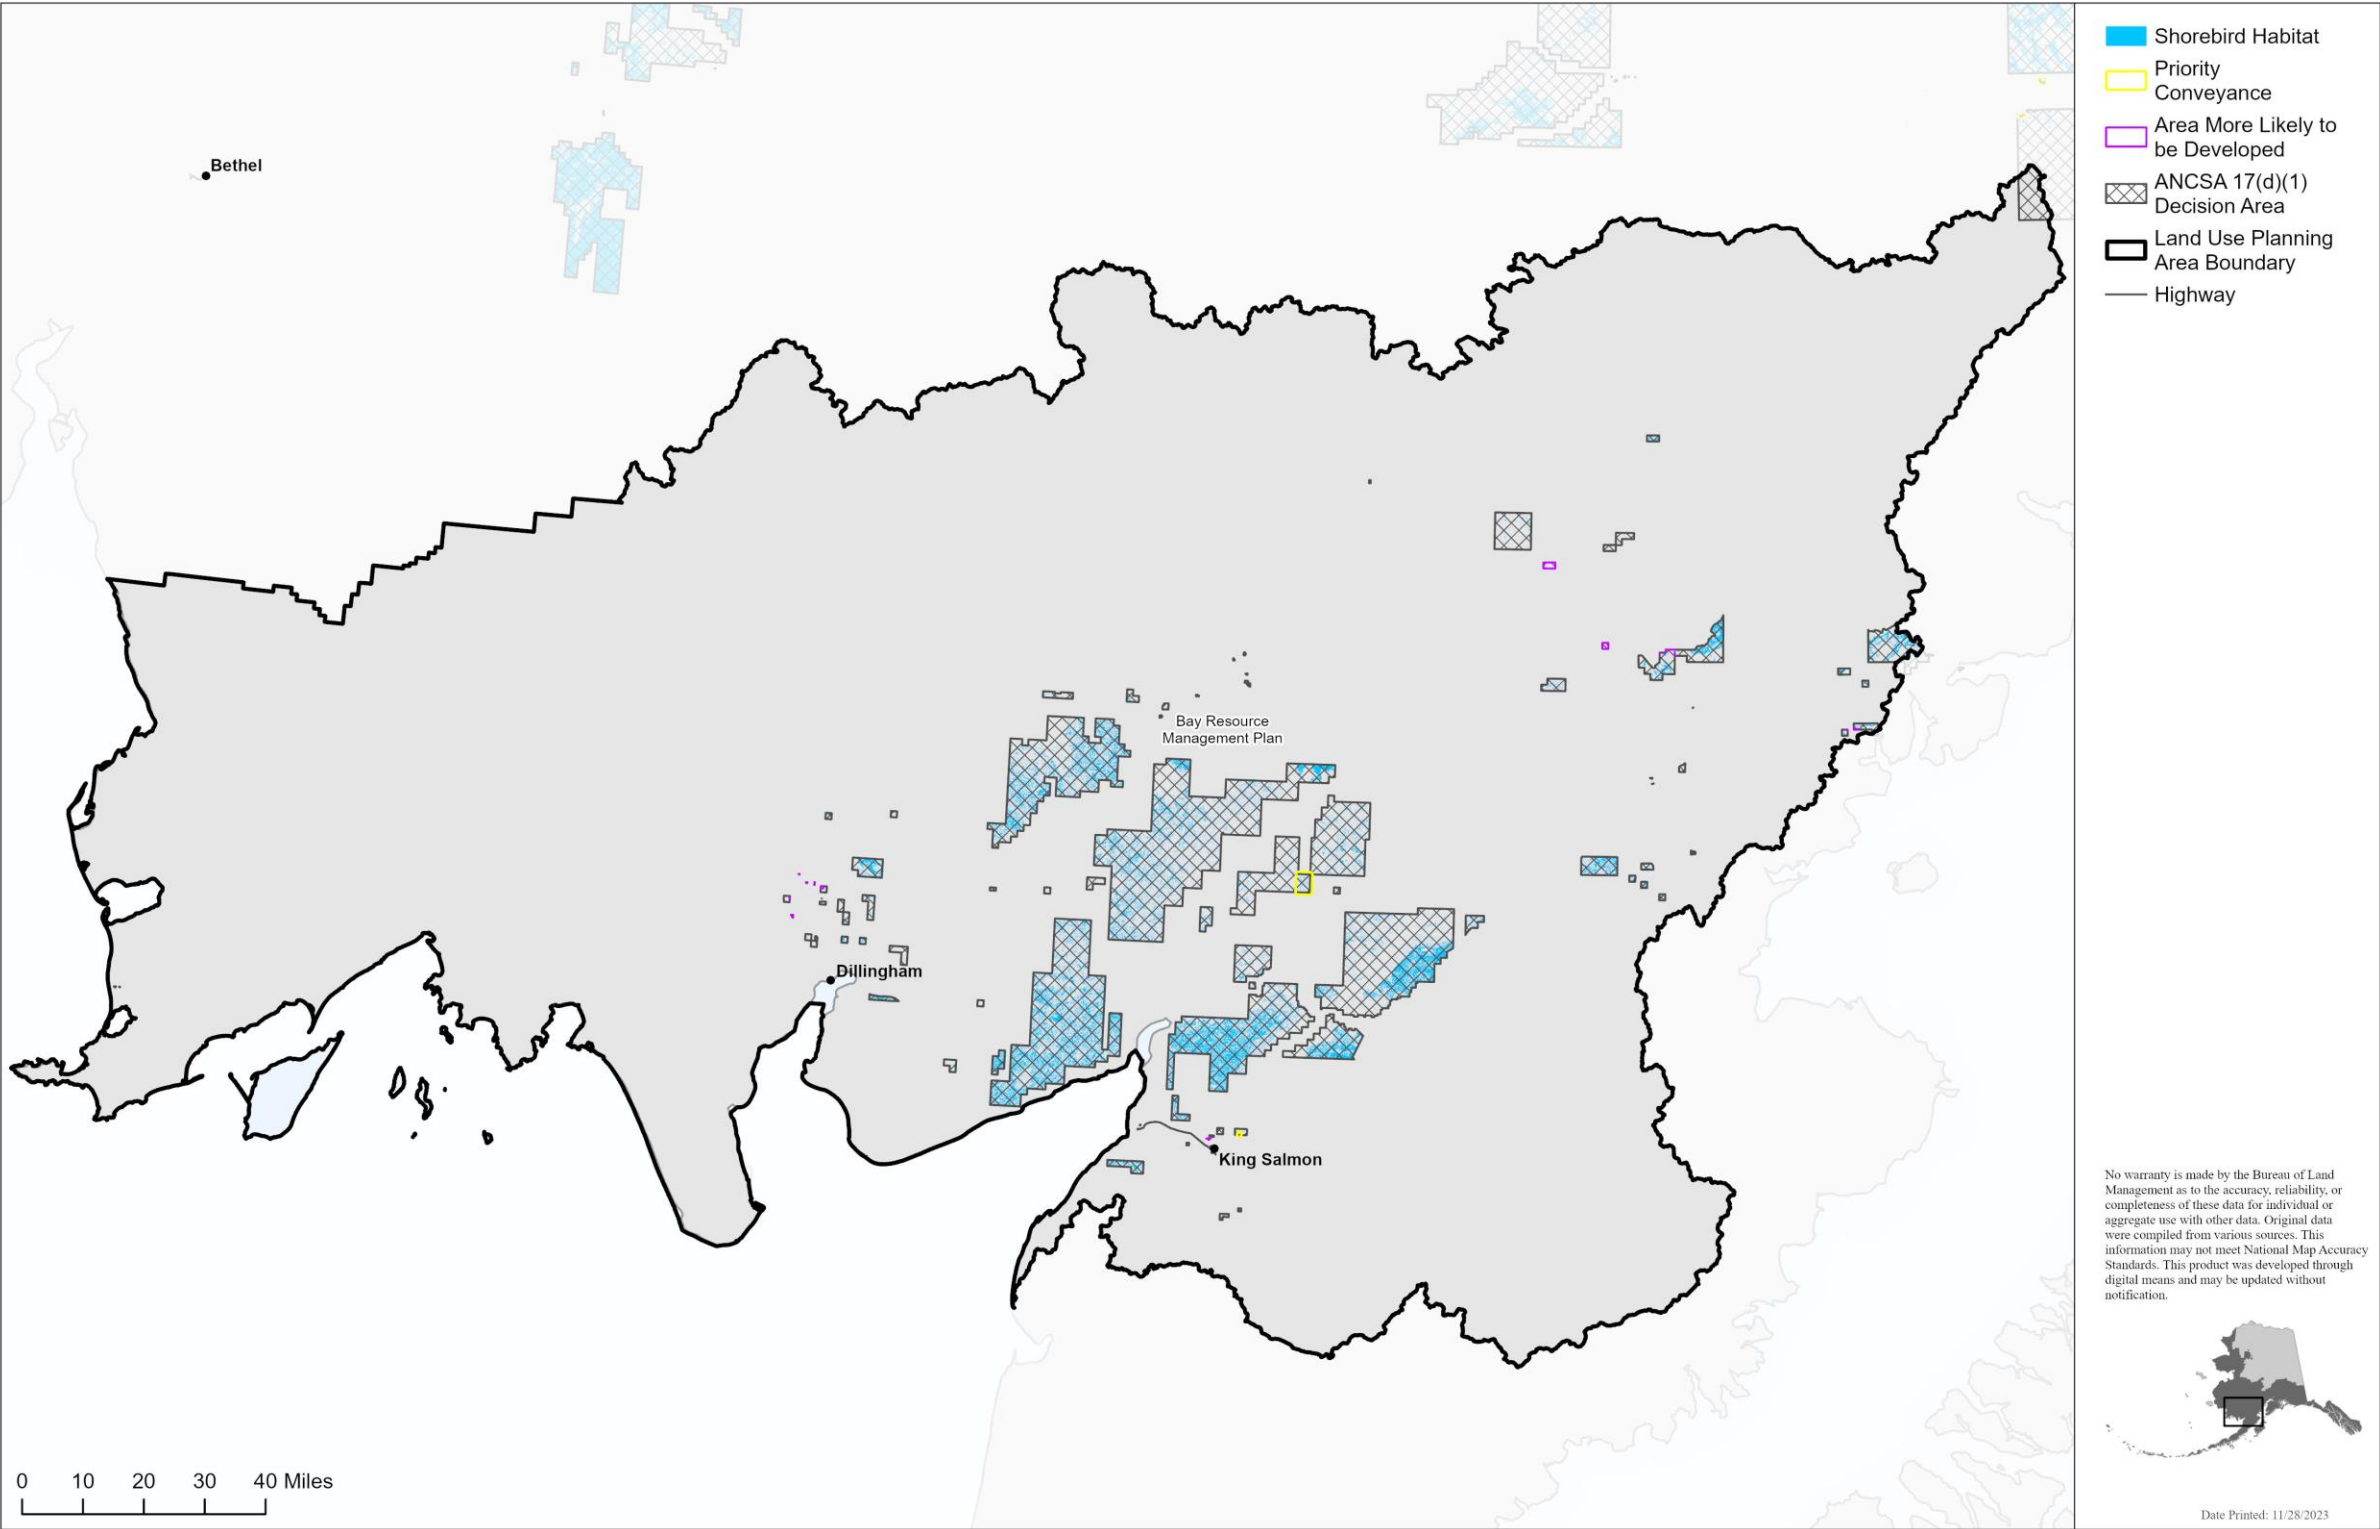 Bethel
Bay Resource
Management Plan
Dillingham
King Salmon
0 10 20 30 40 Miles
Shorebird Habitat
Priority
Conveyance
Area More Likely to
be Developed
ANCSA 17(d)(1)
Decision Area
Land Use Planning
Area Boundary
Highway
No warranty is made by the Bureau of Land
Management as to the accuracy, reliability, or
completeness of these data for individual or
aggregate use with other data. Original data
were compiled from various sources. This
information may not meet National Map Accuracy
Standards. This product was developed through
digital means and may be updated without
notification.
Date Printed: 11/28/2023